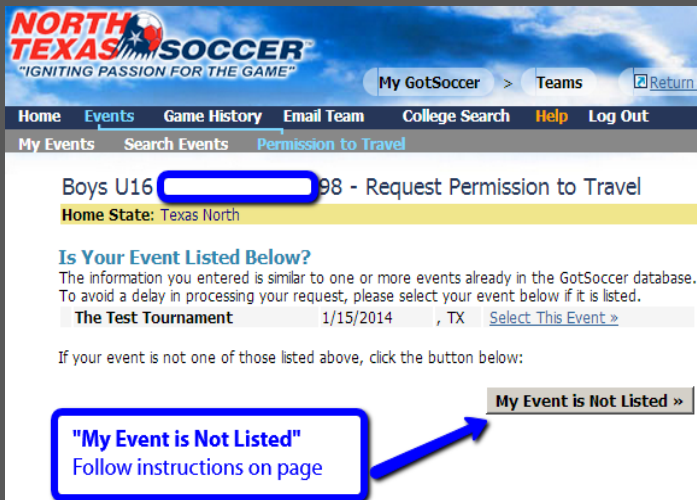 NORTH
TEXAS SOCCER
"IGNITING PASSION FOR THE GAME"
My GotSoccer > Teams Return
Home Events Game History Email Team College Search Help Log Out
My Events Search Events Permission to Travel
Boys U16 98 - Request Permission to Travel
Home State: Texas North
Is Your Event Listed Below?
The information you entered is similar to one or more events already in the GotSoccer database.
To avoid a delay in processing your request, please select your event below if it is listed.
The Test Tournament 1/15/2014 , TX Select This Event »
If your event is not one of those listed above, click the button below:
My Event is Not Listed »
"My Event is Not Listed"
Follow instructions on page